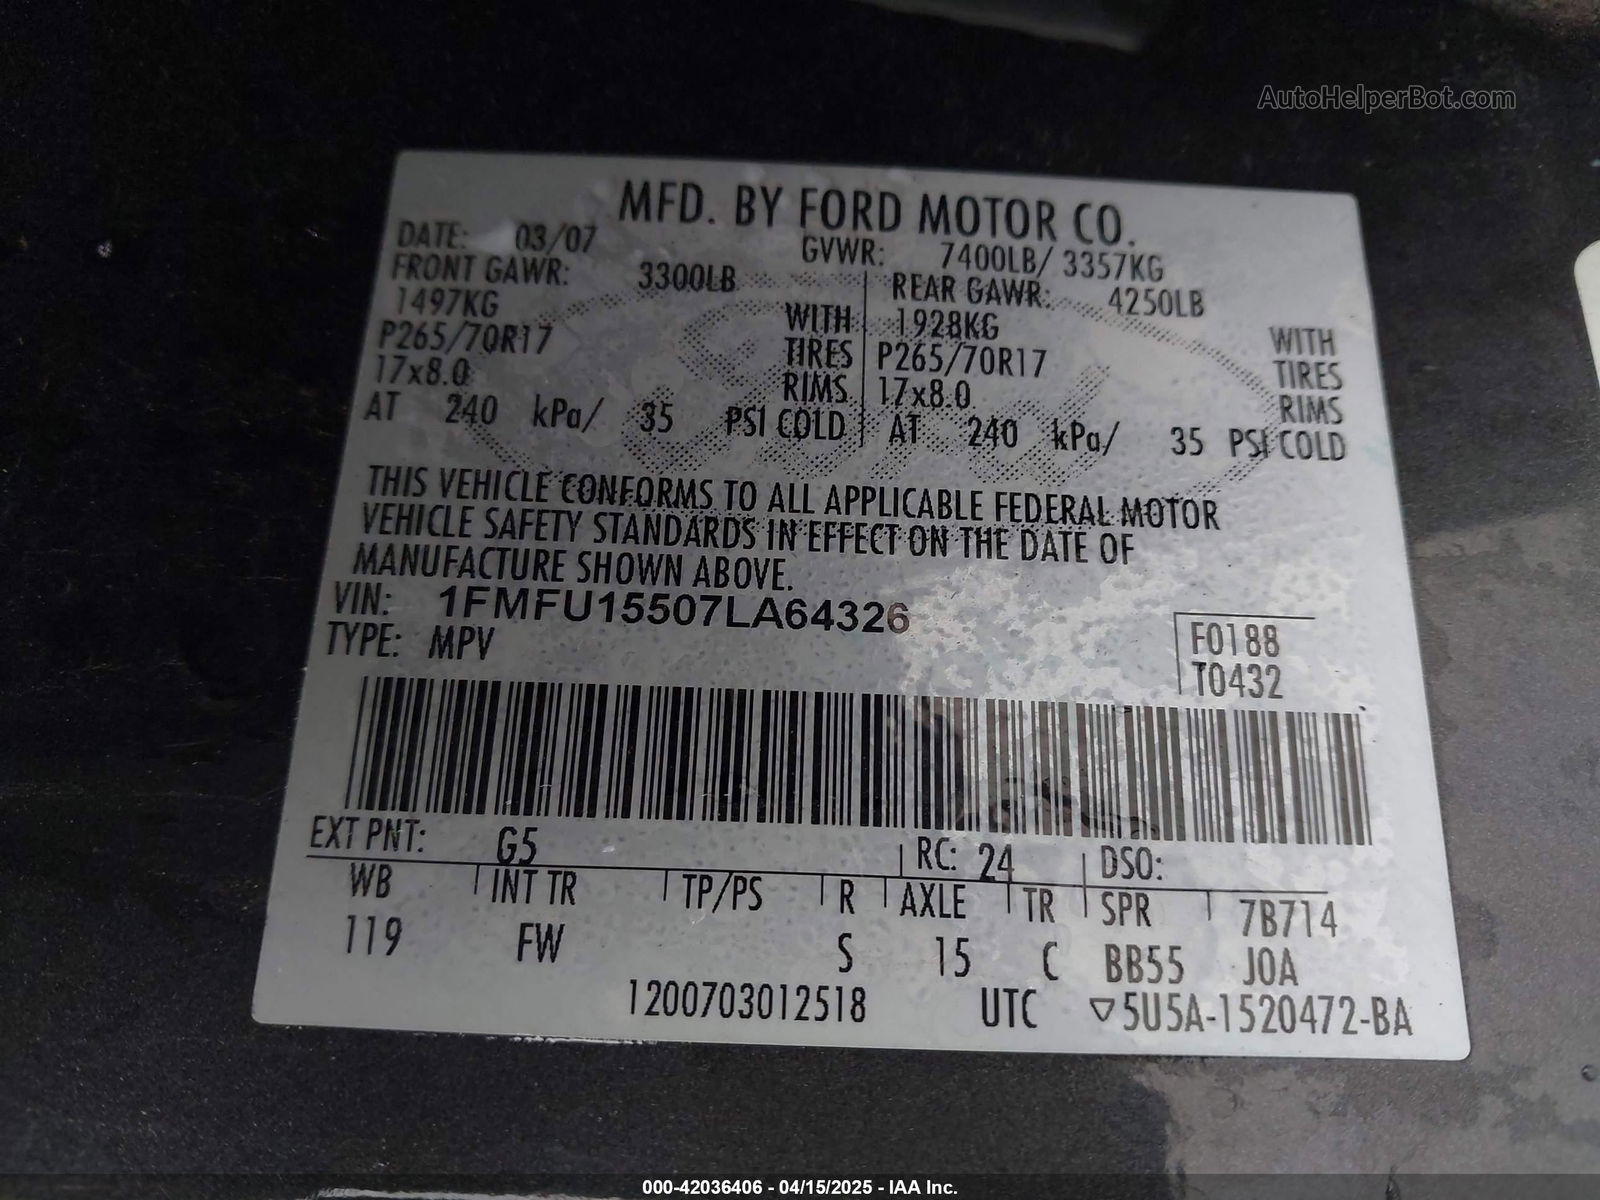 AutoHelperBot.com
MFD. BY FORD MOTOR CO.
DATE: 03/07 GVWR: 7400LB/ 3357KG
FRONT GAWR: 3300LB REAR GAWR: 4250LB
1497KG WITH 1928KG WITH
P265/70R17 TIRES P265/70R17 TIRES
17x8.0 RIMS 17x8.0 RIMS
AT 240 kPa/ 35 PSI COLD AT 240 kPa/ 35 PSI COLD
THIS VEHICLE CONFORMS TO ALL APPLICABLE FEDERAL MOTOR
VEHICLE SAFETY STANDARDS IN EFFECT ON THE DATE OF
MANUFACTURE SHOWN ABOVE.
VIN: 1FMFU15507LA64326
TYPE: MPV
F0188
T0432
EXT PNT: G5 RC: 24 DSO:
WB INT TR TP/PS R AXLE TR SPR 7B714
119 FW S 15 C BB55 JOA
1200703012518 UTC ▽5U5A-1520472-BA
000-42036406 - 04/15/2025 - IAA Inc.